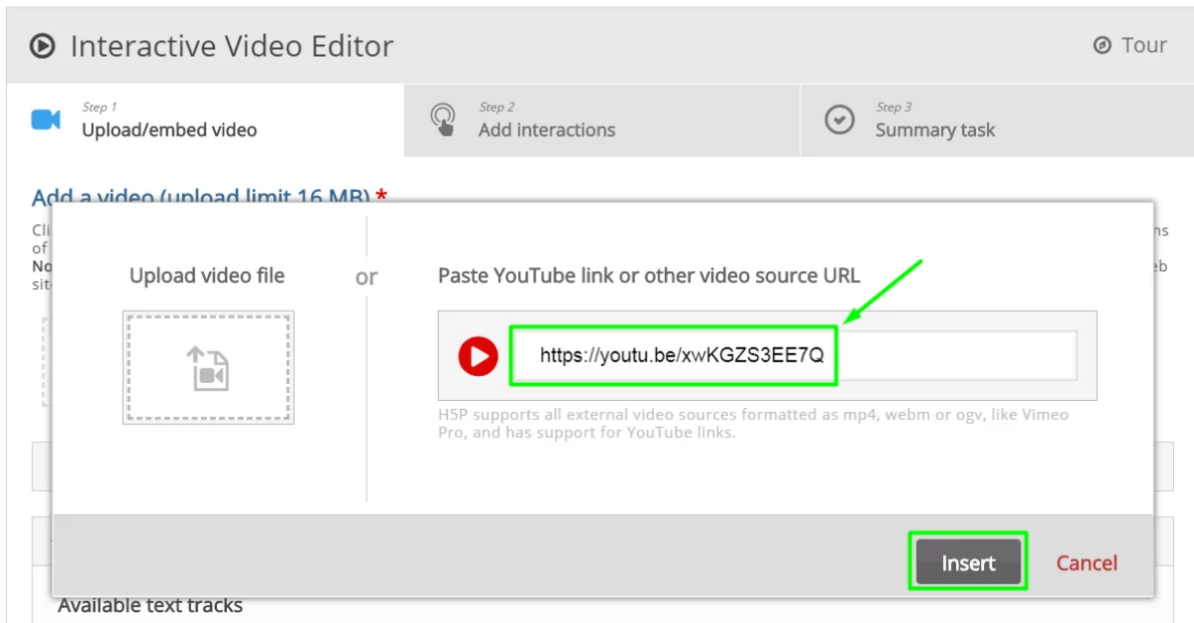 Interactive Video Editor
Tour
Step 1
Upload/embed video
Step 2
Add interactions
Step 3
Summary task
Add a video (upload limit 16 MB) *
Upload video file
or
Paste YouTube link or other video source URL
https://youtu.be/xwKGZS3EE7Q
H5P supports all external video sources formatted as mp4, webm or ogv, like Vimeo
Pro, and has support for YouTube links.
Insert
Cancel
Available text tracks